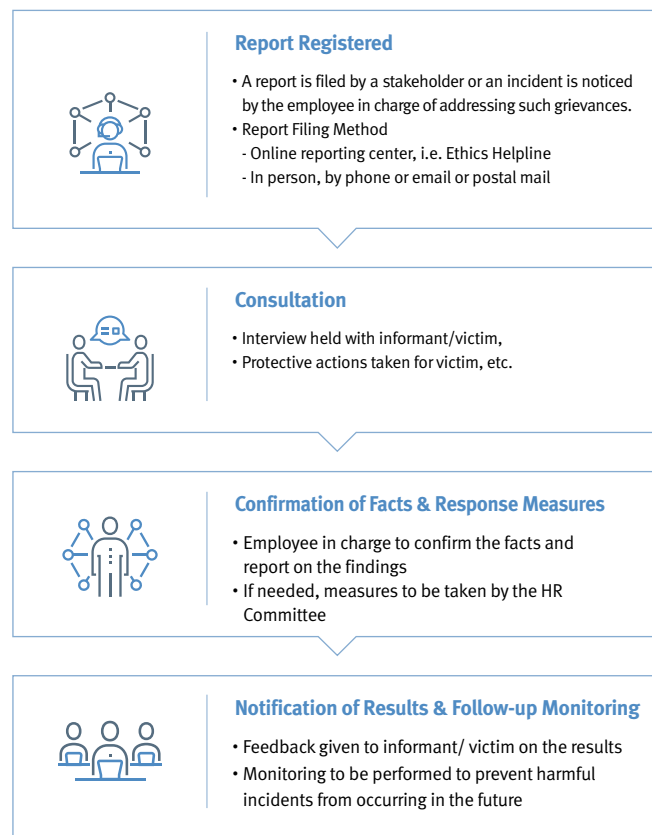 Report Registered
• A report is filed by a stakeholder or an incident is noticed
by the employee in charge of addressing such grievances.
• Report Filing Method
- Online reporting center, i.e. Ethics Helpline
- In person, by phone or email or postal mail
Consultation
• Interview held with informant/victim,
• Protective actions taken for victim, etc.
Confirmation of Facts & Response Measures
• Employee in charge to confirm the facts and
report on the findings
• If needed, measures to be taken by the HR
Committee
Notification of Results & Follow-up Monitoring
• Feedback given to informant/ victim on the results
• Monitoring to be performed to prevent harmful
incidents from occurring in the future